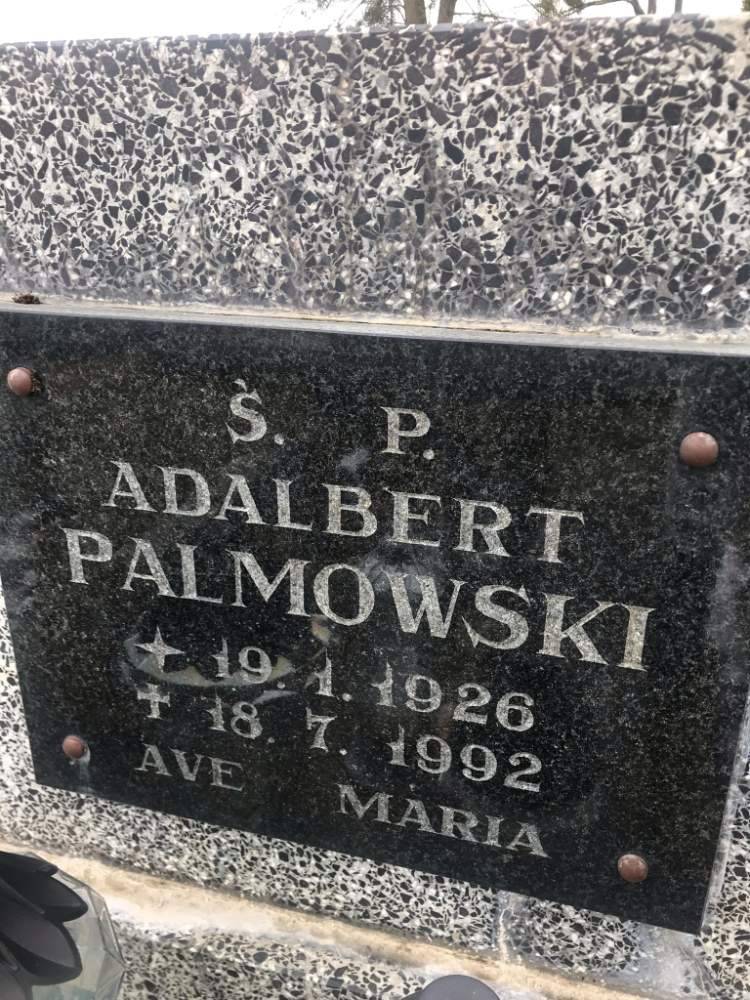 Ś. P.
ADALBERT
PALMOWSKI
19. 1. 1926
18. 7. 1992
AVE MARIA